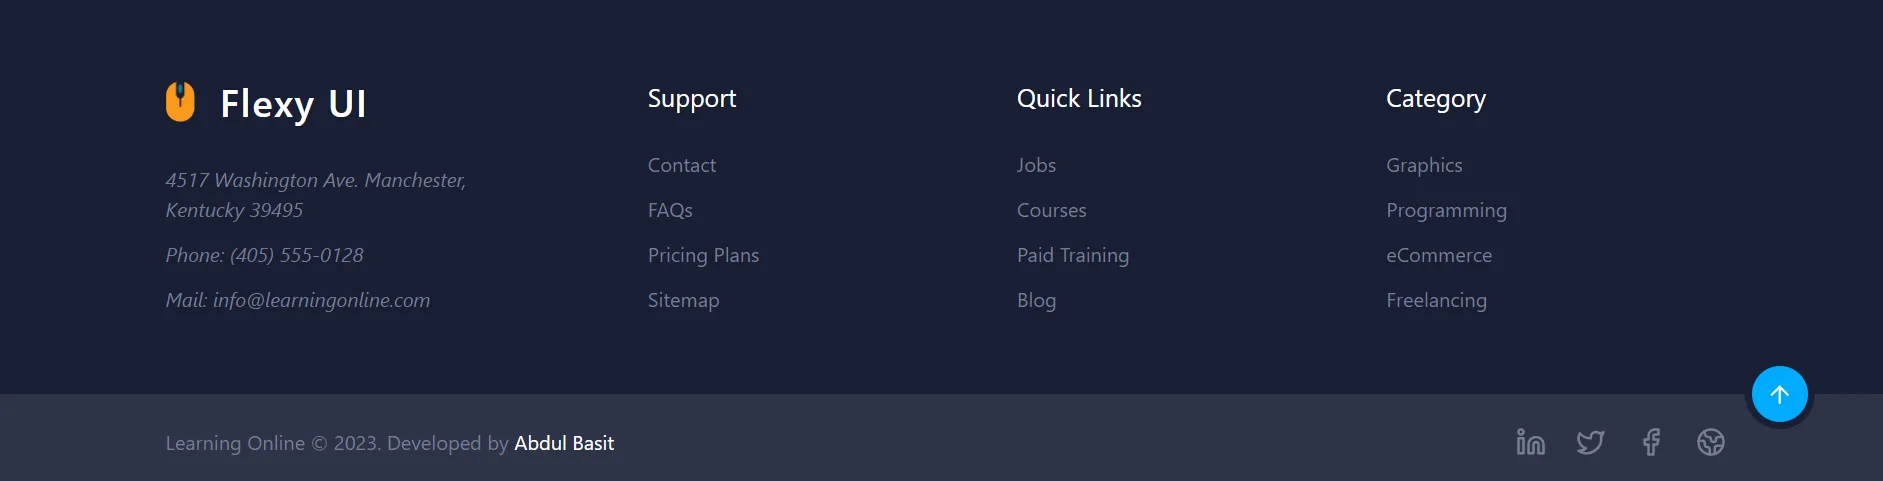 Flexy UI
4517 Washington Ave. Manchester,
Kentucky 39495
Phone: (405) 555-0128
Mail: info@learningonline.com
Support
Contact
FAQs
Pricing Plans
Sitemap
Quick Links
Jobs
Courses
Paid Training
Blog
Category
Graphics
Programming
eCommerce
Freelancing
Learning Online © 2023. Developed by Abdul Basit